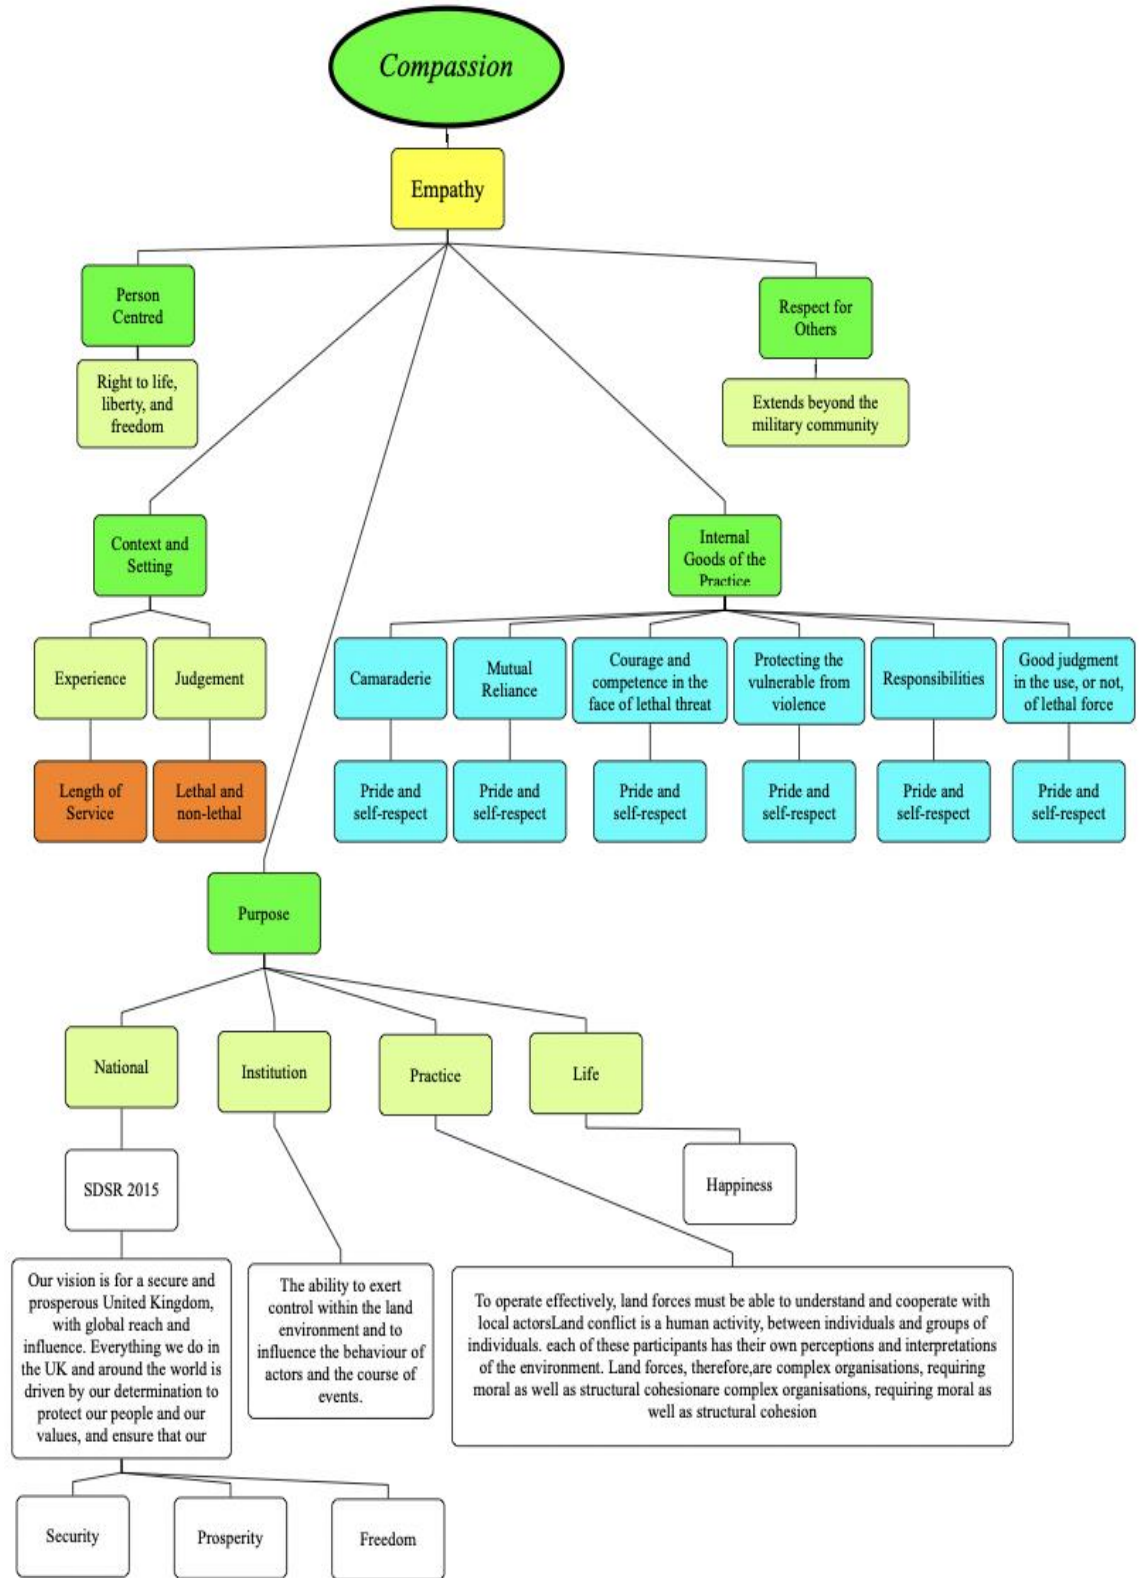 Compassion
Empathy
Person
Centred
Right to life,
liberty, and
freedom
Respect for
Others
Extends beyond the
military community
Context and
Setting
Internal
Goods of the
Practice
Experience
Judgement
Camaraderie
Mutual
Reliance
Courage and
competence in the
face of lethal threat
Protecting the
vulnerable from
violence
Responsibilities
Good judgment
in the use, or not,
of lethal force
Length of
Service
Lethal and
non-lethal
Pride and
self-respect
Pride and
self-respect
Pride and
self-respect
Pride and
self-respect
Pride and
self-respect
Pride and
self-respect
Purpose
National
Institution
Practice
Life
SDSR 2015
Happiness
Our vision is for a secure and
prosperous United Kingdom,
with global reach and
influence. Everything we do in
the UK and around the world is
driven by our determination to
protect our people and our
values, and ensure that our
The ability to exert
control within the land
environment and to
influence the behaviour of
actors and the course of
events.
To operate effectively, land forces must be able to understand and cooperate with
local actorsLand conflict is a human activity, between individuals and groups of
individuals. each of these participants has their own perceptions and interpretations
of the environment. Land forces, therefore,are complex organisations, requiring
moral as well as structural cohesionare complex organisations, requiring moral as
well as structural cohesion
Security
Prosperity
Freedom